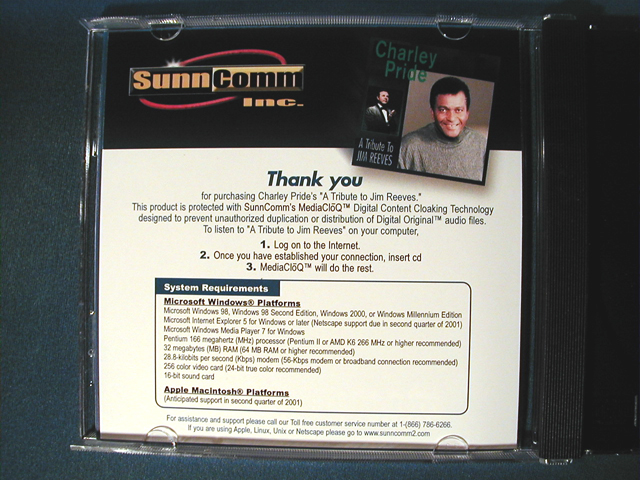 SunnComm
Inc.
Charley
Pride
A Tribute To
JIM REEVES
Thank you
for purchasing Charley Pride's "A Tribute to Jim Reeves."
This product is protected with SunnComm's MediaClōQ™ Digital Content Cloaking Technology
designed to prevent unauthorized duplication or distribution of Digital Original™ audio files.
To listen to "A Tribute to Jim Reeves" on your computer,
1. Log on to the Internet.
2. Once you have established your connection, insert cd
3. MediaClōQ™ will do the rest.
System Requirements
Microsoft Windows® Platforms
Microsoft Windows 98, Windows 98 Second Edition, Windows 2000, or Windows Millennium Edition
Microsoft Internet Explorer 5 for Windows or later (Netscape support due in second quarter of 2001)
Microsoft Windows Media Player 7 for Windows
Pentium 166 megahertz (MHz) processor (Pentium II or AMD K6 266 MHz or higher recommended)
32 megabytes (MB) RAM (64 MB RAM or higher recommended)
28.8-kilobits per second (Kbps) modem (56-Kbps modem or broadband connection recommended)
256 color video card (24-bit true color recommended)
16-bit sound card
Apple Macintosh® Platforms
(Anticipated support in second quarter of 2001)
For assistance and support please call our Toll free customer service number at 1-(866) 786-6266.
If you are using Apple, Linux, Unix or Netscape please go to www.sunncomm2.com